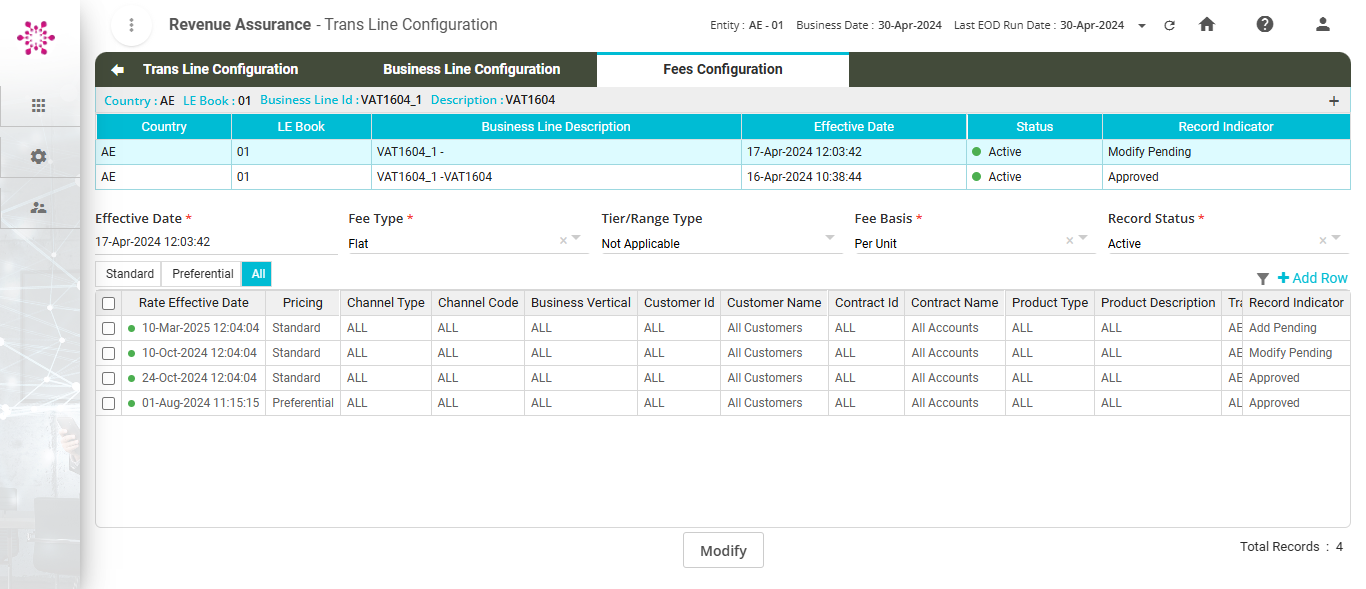 Revenue Assurance - Trans Line Configuration Entity : AE - 01 Business Date : 30-Apr-2024 Last EOD Run Date : 30-Apr-2024
Trans Line Configuration Business Line Configuration Fees Configuration
Country : AE LE Book : 01 Business Line Id : VAT1604_1 Description : VAT1604 +
Country LE Book Business Line Description Effective Date Status Record Indicator
AE 01 VAT1604_1 - 17-Apr-2024 12:03:42 Active Modify Pending
AE 01 VAT1604_1 -VAT1604 16-Apr-2024 10:38:44 Active Approved
Effective Date * Fee Type * Tier/Range Type Fee Basis * Record Status *
17-Apr-2024 12:03:42 Flat × Not Applicable Per Unit × Active ×
Standard Preferential All + Add Row
Rate Effective Date Pricing Channel Type Channel Code Business Vertical Customer Id Customer Name Contract Id Contract Name Product Type Product Description Tra Record Indicator
10-Mar-2025 12:04:04 Standard ALL ALL ALL ALL All Customers ALL All Accounts ALL ALL AE Add Pending
10-Oct-2024 12:04:04 Standard ALL ALL ALL ALL All Customers ALL All Accounts ALL ALL AE Modify Pending
24-Oct-2024 12:04:04 Standard ALL ALL ALL ALL All Customers ALL All Accounts ALL ALL AE Approved
01-Aug-2024 11:15:15 Preferential ALL ALL ALL ALL All Customers ALL All Accounts ALL ALL AL Approved
Modify Total Records : 4